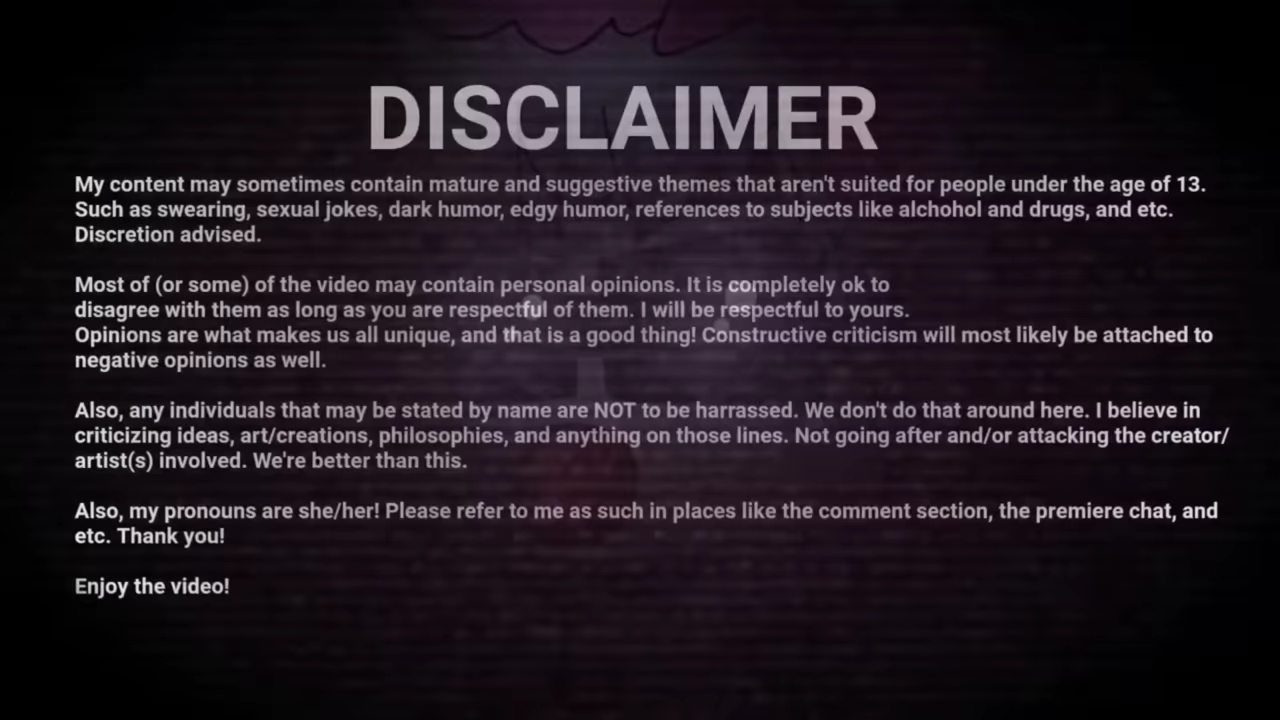 DISCLAIMER
My content may sometimes contain mature and suggestive themes that aren't suited for people under the age of 13.
Such as swearing, sexual jokes, dark humor, edgy humor, references to subjects like alchohol and drugs, and etc.
Discretion advised.
Most of (or some) of the video may contain personal opinions. It is completely ok to
disagree with them as long as you are respectful of them. I will be respectful to yours.
Opinions are what makes us all unique, and that is a good thing! Constructive criticism will most likely be attached to
negative opinions as well.
Also, any individuals that may be stated by name are NOT to be harrassed. We don't do that around here. I believe in
criticizing ideas, art/creations, philosophies, and anything on those lines. Not going after and/or attacking the creator/
artist(s) involved. We're better than this.
Also, my pronouns are she/her! Please refer to me as such in places like the comment section, the premiere chat, and
etc. Thank you!
Enjoy the video!